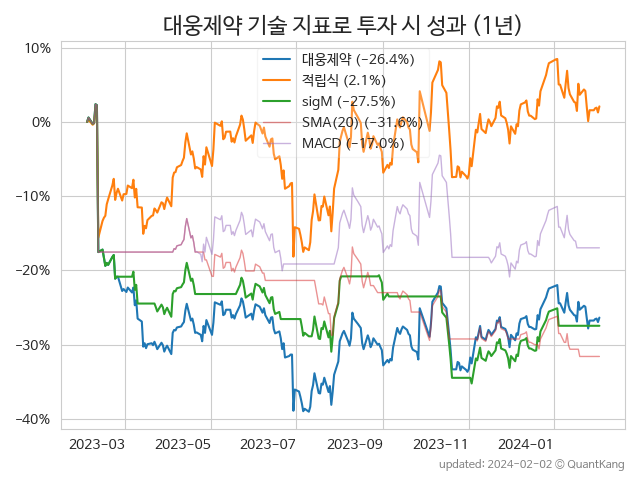 대웅제약 기술 지표로 투자 시 성과 (1년)
10%
0%
−10%
−20%
−30%
−40%
대웅제약 (−26.4%)
적립식 (2.1%)
sigM (−27.5%)
SMA(20) (−31.6%)
MACD (−17.0%)
2023-03
2023-05
2023-07
2023-09
2023-11
2024-01
updated: 2024-02-02 © QuantKang